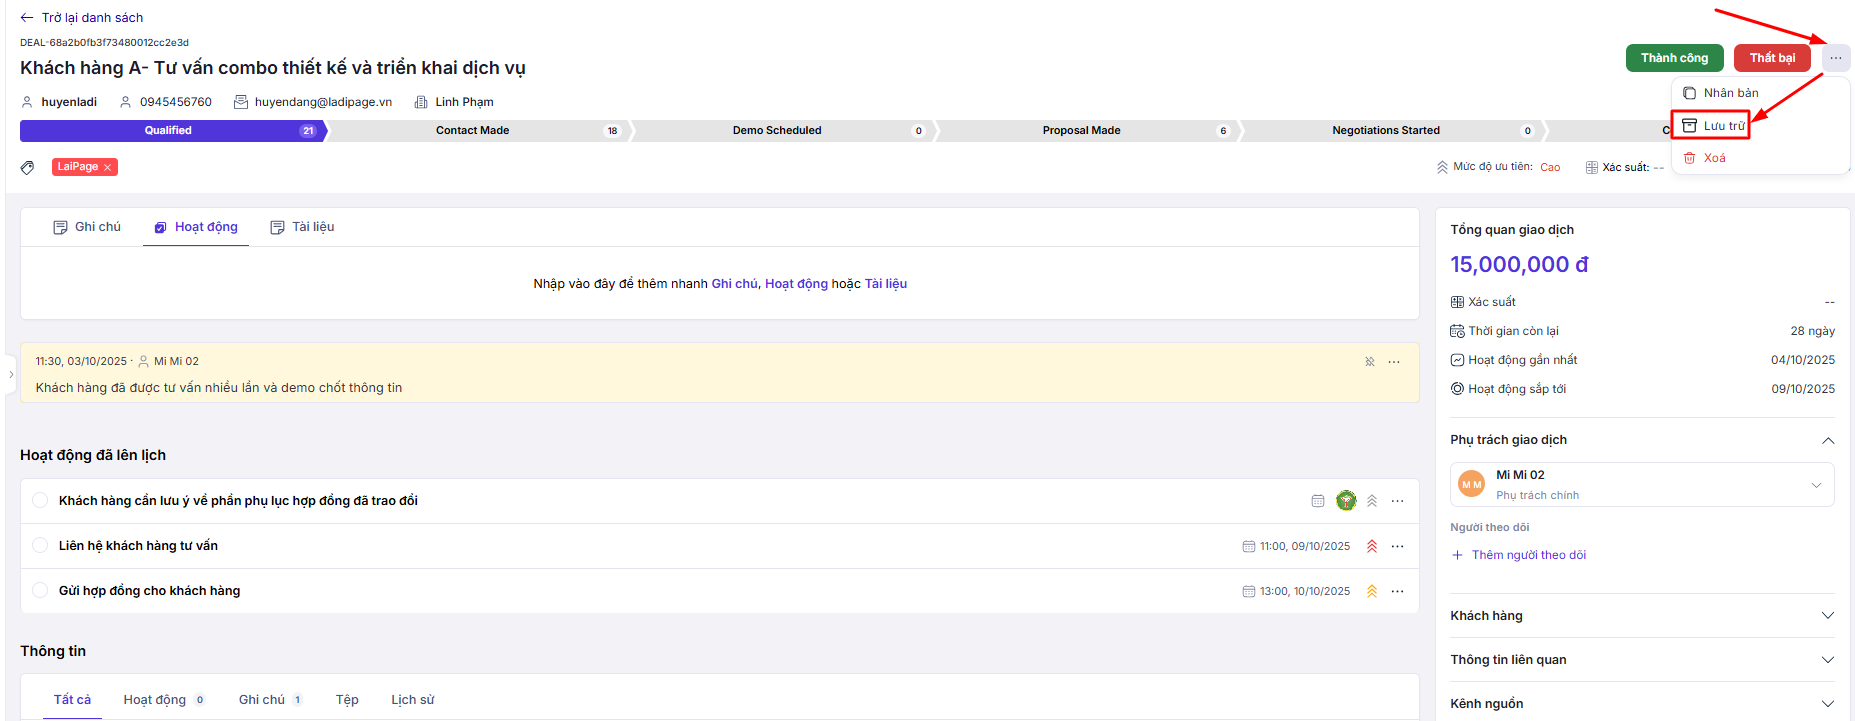 Trở lại danh sách
DEAL-68a2b0fb3f73480012cc2e3d
Khách hàng A- Tư vấn combo thiết kế và triển khai dịch vụ
Thành công
Thất bại
huyenladi
0945456760
huyendang@ladipage.vn
Linh Phạm
Nhân bản
Lưu trữ
Xoá
Qualified 21
Contact Made 18
Demo Scheduled 0
Proposal Made 6
Negotiations Started 0
C
LaiPage
Mức độ ưu tiên: Cao
Xác suất: --
Ghi chú
Hoạt động
Tài liệu
Nhập vào đây để thêm nhanh Ghi chú, Hoạt động hoặc Tài liệu
11:30, 03/10/2025 · Mi Mi 02
Khách hàng đã được tư vấn nhiều lần và demo chốt thông tin
Hoạt động đã lên lịch
Khách hàng cần lưu ý về phần phụ lục hợp đồng đã trao đổi
Liên hệ khách hàng tư vấn
11:00, 09/10/2025
Gửi hợp đồng cho khách hàng
13:00, 10/10/2025
Thông tin
Tất cả
Hoạt động 0
Ghi chú 1
Tệp
Lịch sử
Tổng quan giao dịch
15,000,000 đ
Xác suất --
Thời gian còn lại 28 ngày
Hoạt động gần nhất 04/10/2025
Hoạt động sắp tới 09/10/2025
Phụ trách giao dịch
M M
Mi Mi 02
Phụ trách chính
Người theo dõi
Thêm người theo dõi
Khách hàng
Thông tin liên quan
Kênh nguồn